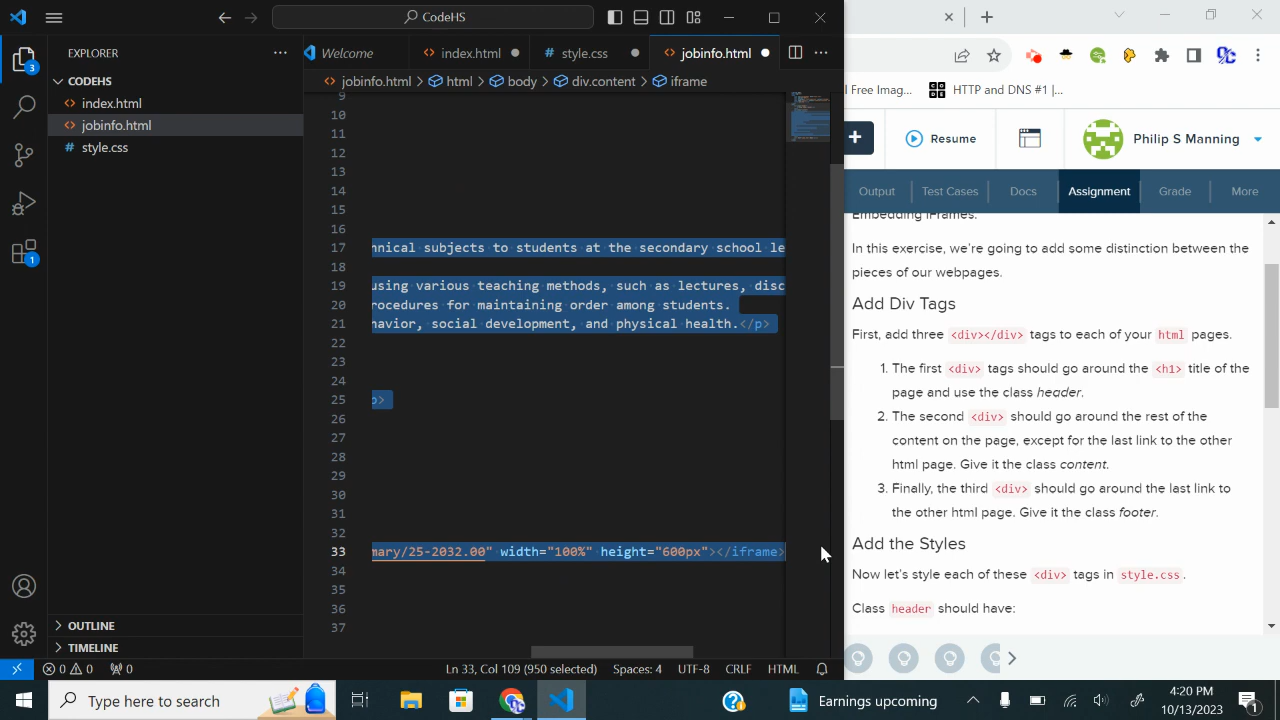 CodeHS
EXPLORER
CODEHS
index.html
jobinfo.html
style.css
OUTLINE
TIMELINE
3
1
Welcome
index.html
style.css
jobinfo.html
jobinfo.html
html
body
div.content
iframe
9
10
11
12
13
14
15
16
17
hnical subjects to students at the secondary school le
18
19
using various teaching methods, such as lectures, disc
20
rocedures for maintaining order among students.
21
havior, social development, and physical health.</p>
22
23
24
25
p>
26
27
28
29
30
31
32
33
mary/25-2032.00" width="100%" height="600px"></iframe>
34
35
36
37
0
0
0
Ln 33, Col 109 (950 selected)
Spaces: 4
UTF-8
CRLF
HTML
l Free Imag...
HTTP and DNS #1 |...
Resume
Philip S Manning
Output
Test Cases
Docs
Assignment
Grade
More
Embedding iFrames.
In this exercise, we're going to add some distinction between the
pieces of our webpages.
Add Div Tags
First, add three <div></div> tags to each of your html pages.
1. The first <div> tags should go around the <h1> title of the
page and use the class header.
2. The second <div> should go around the rest of the
content on the page, except for the last link to the other
html page. Give it the class content.
3. Finally, the third <div> should go around the last link to
the other html page. Give it the class footer.
Add the Styles
Now let's style each of these <div> tags in style.css.
Class header should have:
Type here to search
Earnings upcoming
4:20 PM
10/13/2023
1